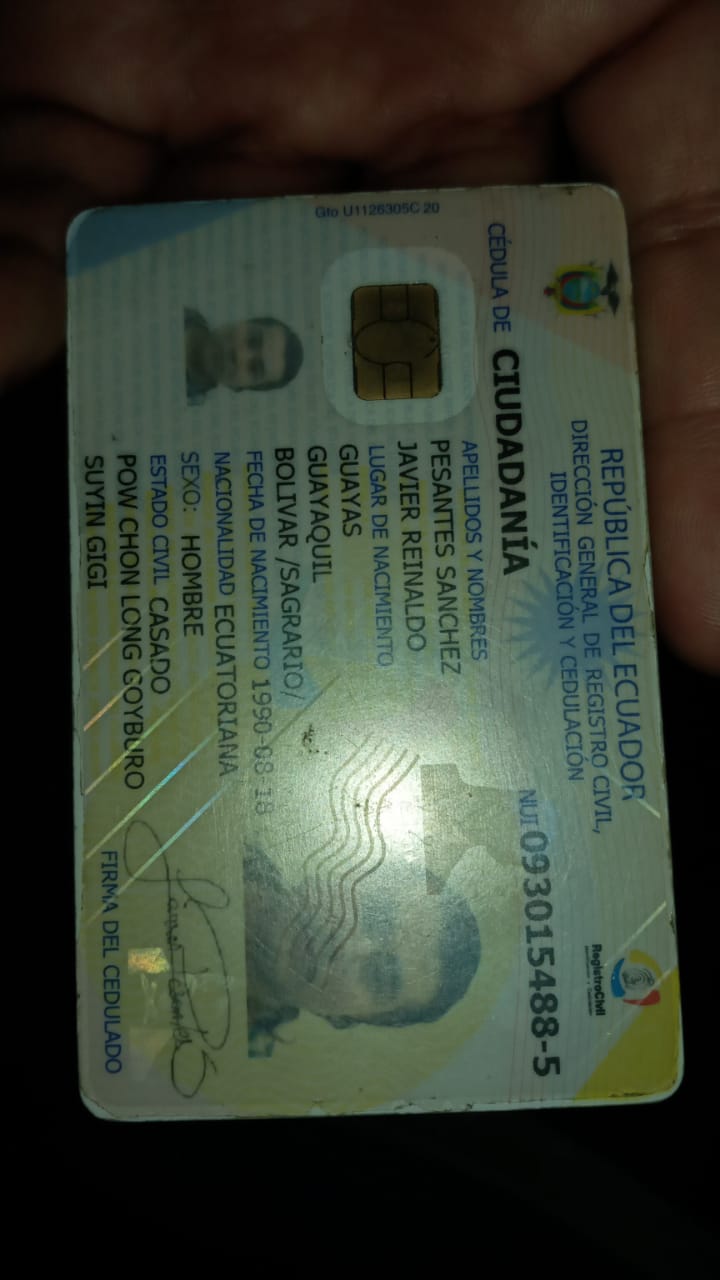 REPÚBLICA DEL ECUADOR
DIRECCIÓN GENERAL DE REGISTRO CIVIL,
IDENTIFICACIÓN Y CEDULACIÓN
RegistroCivil
CÉDULA DE CIUDADANÍA
NUI 093015488-5
APELLIDOS Y NOMBRES
PESANTES SANCHEZ
JAVIER REINALDO
LUGAR DE NACIMIENTO
GUAYAS
GUAYAQUIL
BOLIVAR /SAGRARIO/
FECHA DE NACIMIENTO 1990-08-18
NACIONALIDAD ECUATORIANA
SEXO: HOMBRE
ESTADO CIVIL CASADO
POW CHON LONG GOYBURO
SUYIN GIGI
FIRMA DEL CEDULADO
Gto U1126305C 20